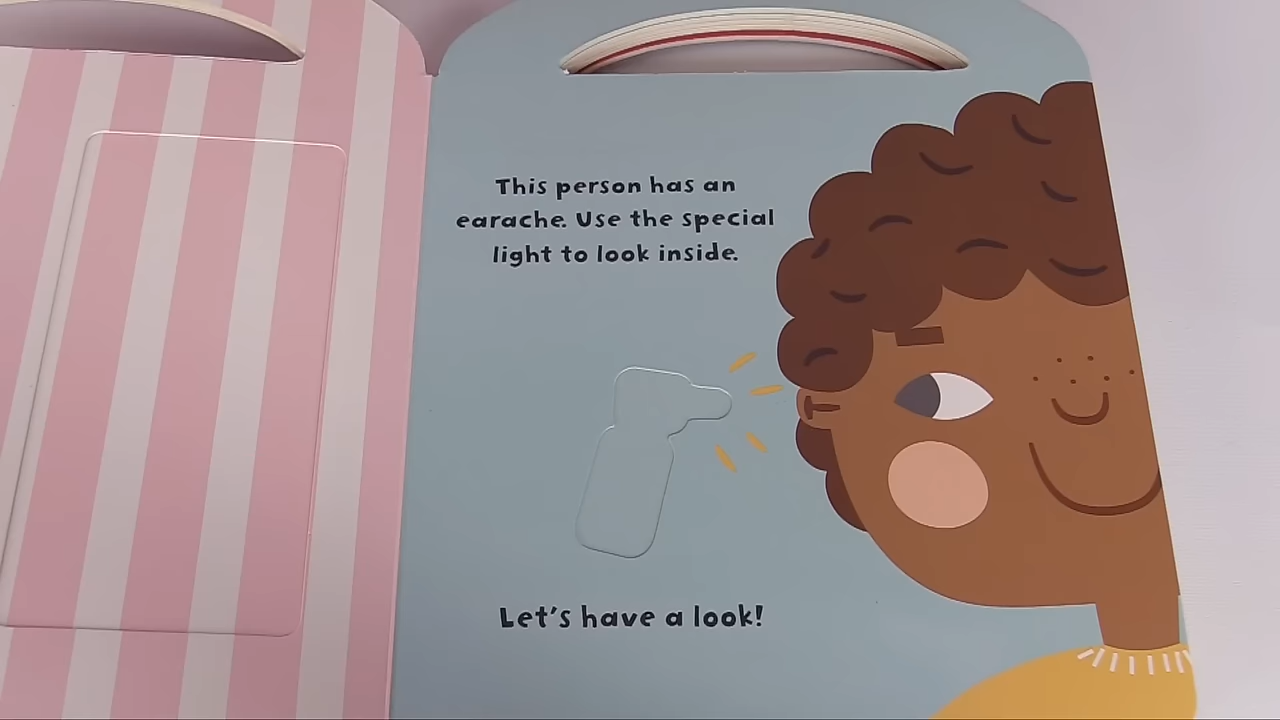 This person has an
earache. Use the special
light to look inside.
Let's have a look!